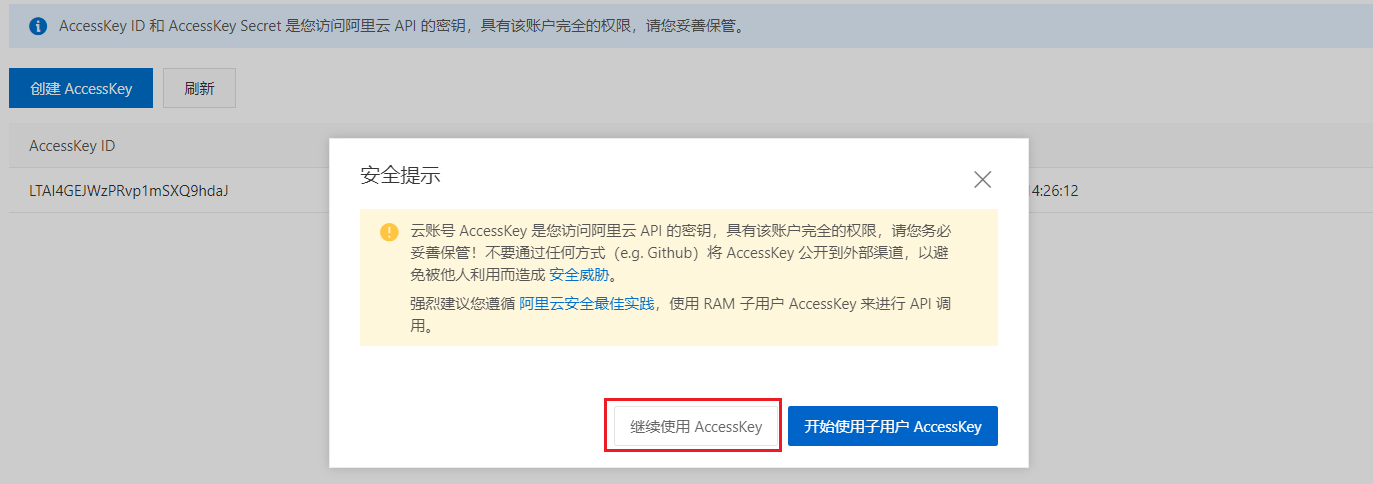 AccessKey ID 和 AccessKey Secret 是您访问阿里云 API 的密钥，具有该账户完全的权限，请您妥善保管。
创建 AccessKey
刷新
AccessKey ID
LTAI4GEJWzPRvp1mSXQ9hdaJ
4:26:12
安全提示
云账号 AccessKey 是您访问阿里云 API 的密钥，具有该账户完全的权限，请您务必
妥善保管！不要通过任何方式（e.g. Github）将 AccessKey 公开到外部渠道，以避
免被他人利用而造成 安全威胁。
强烈建议您遵循 阿里云安全最佳实践，使用 RAM 子用户 AccessKey 来进行 API 调
用。
继续使用 AccessKey
开始使用子用户 AccessKey